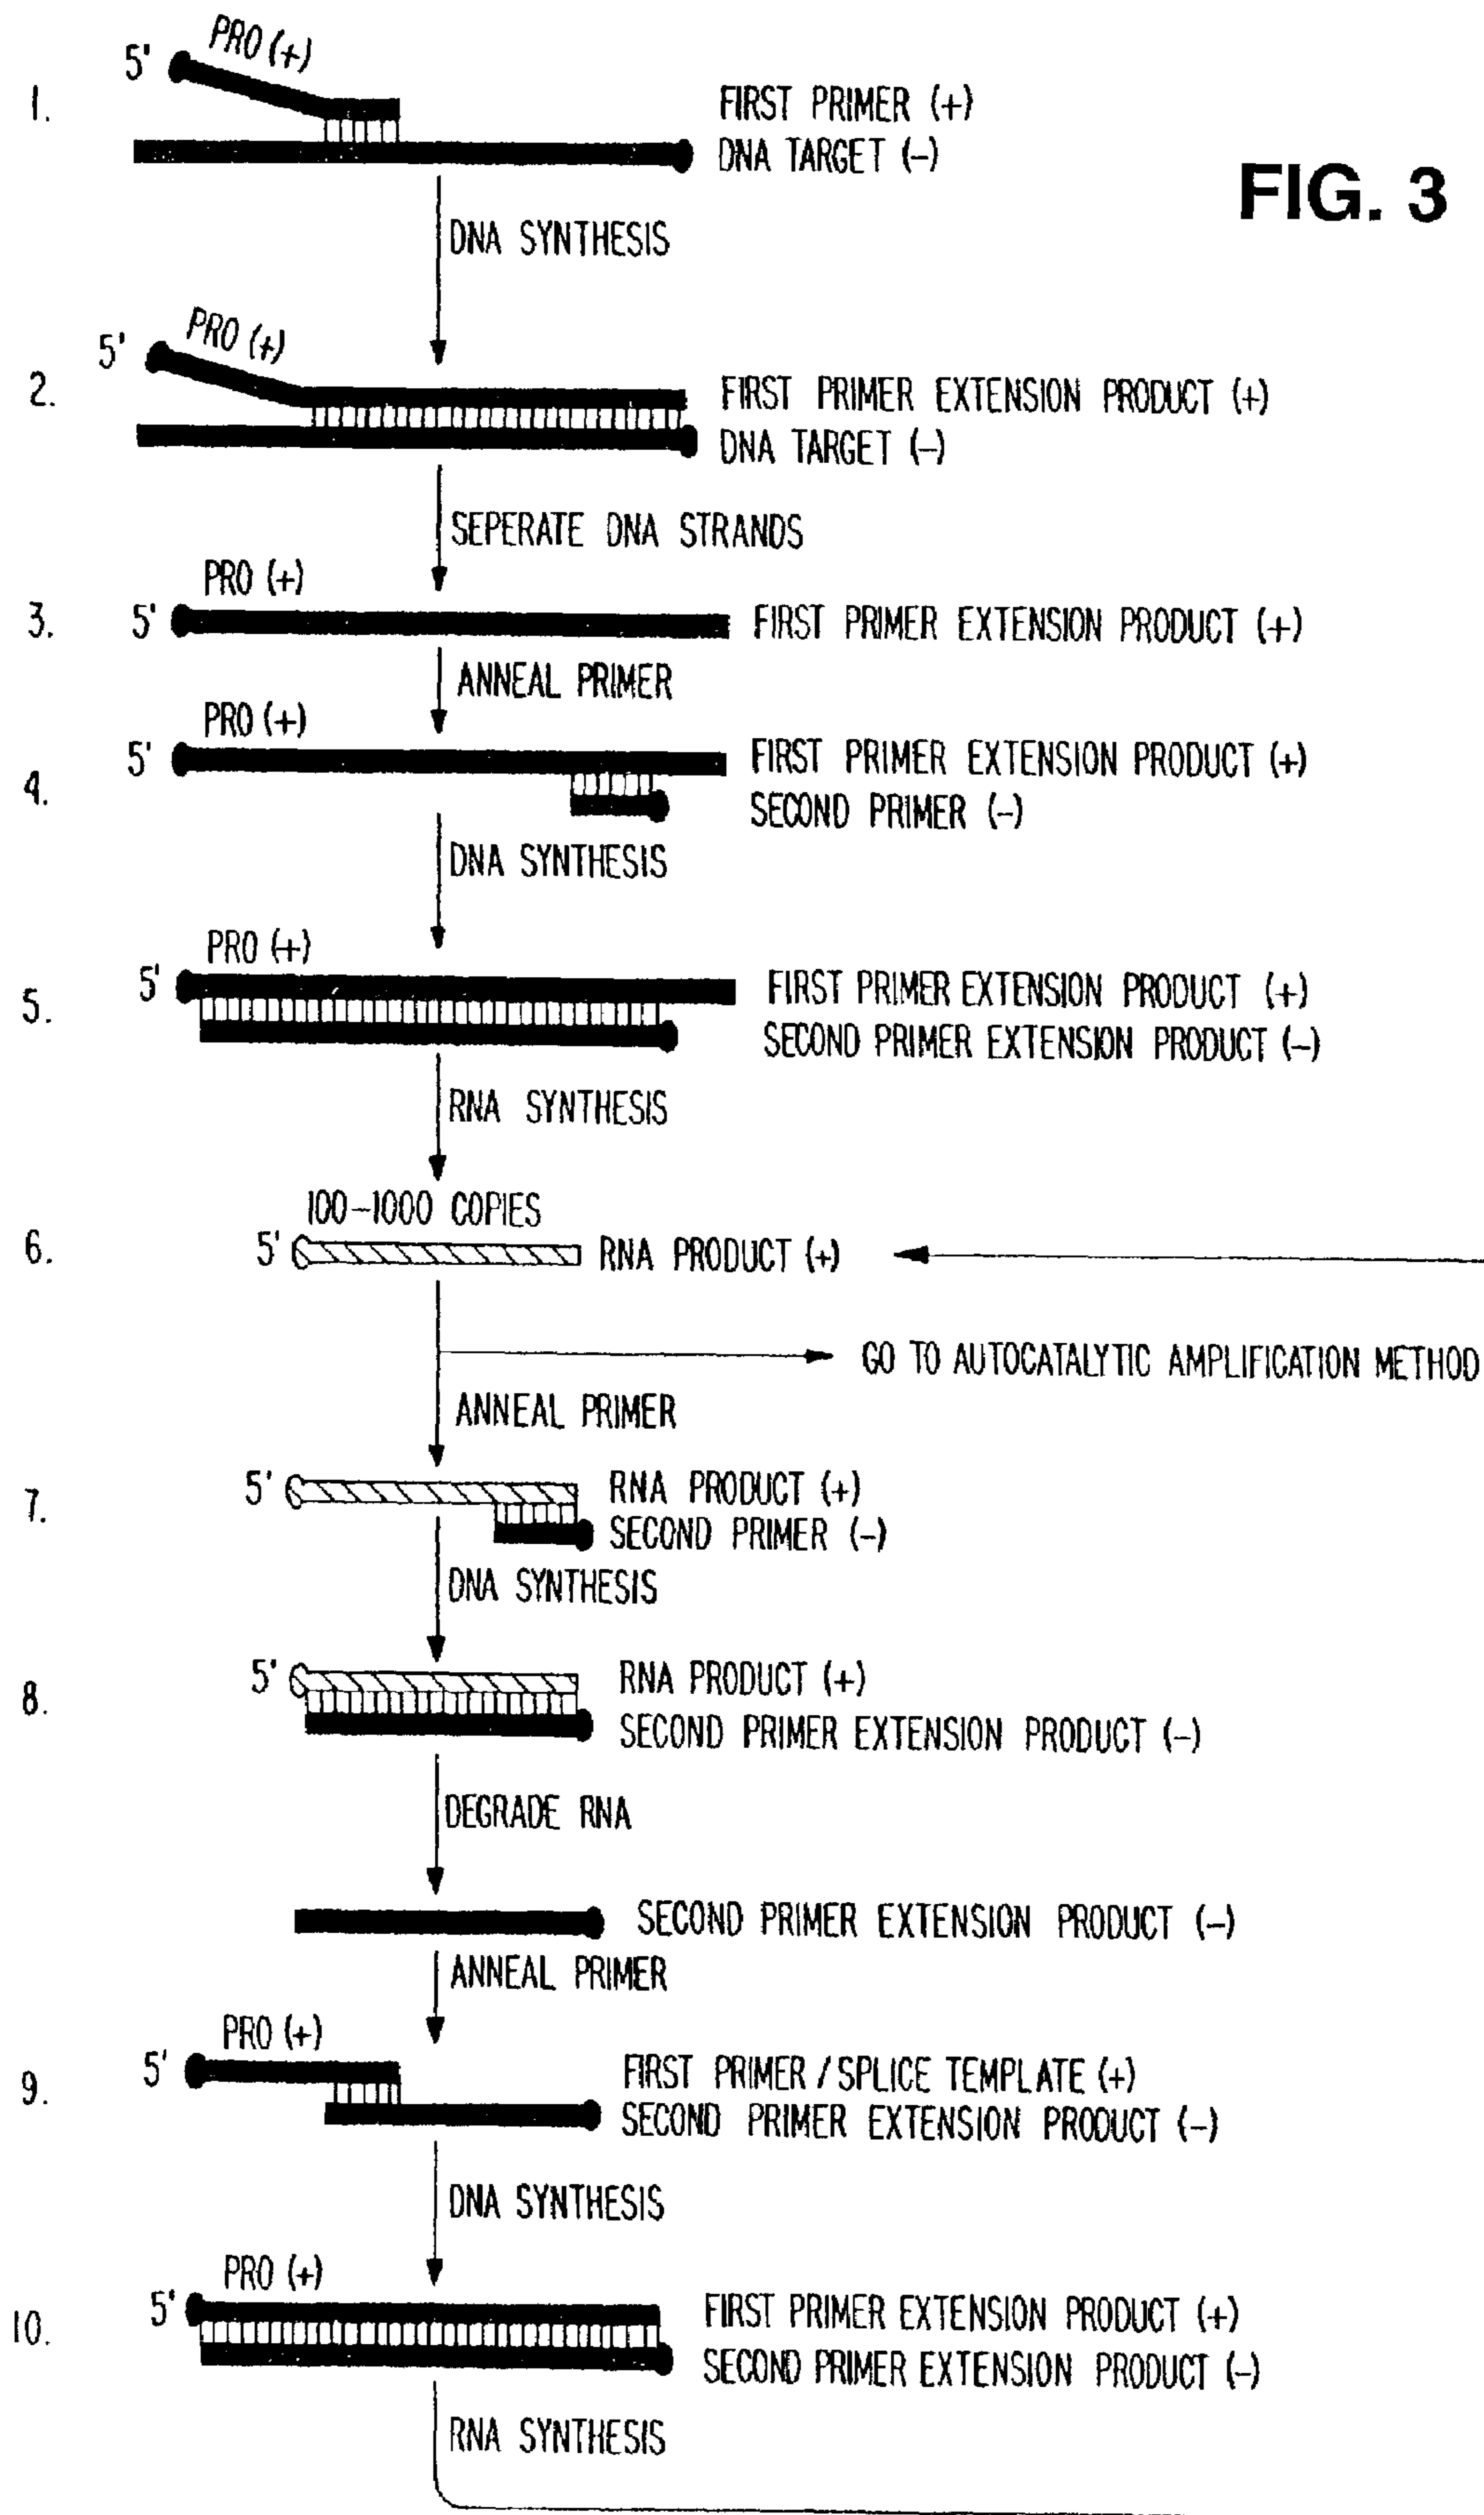 PRO (+)
5'
1.
FIRST PRIMER (+)
DNA TARGET (-)
FIG. 3
DNA SYNTHESIS
PRO (+)
5'
2.
FIRST PRIMER EXTENSION PRODUCT (+)
DNA TARGET (-)
SEPERATE DNA STRANDS
PRO (+)
3. 5' FIRST PRIMER EXTENSION PRODUCT (+)
ANNEAL PRIMER
PRO (+)
5' FIRST PRIMER EXTENSION PRODUCT (+)
4.
SECOND PRIMER (-)
DNA SYNTHESIS
PRO (+)
5' FIRST PRIMER EXTENSION PRODUCT (+)
5.
SECOND PRIMER EXTENSION PRODUCT (-)
RNA SYNTHESIS
100-1000 COPIES
6. 5' RNA PRODUCT (+)
GO TO AUTOCATALYTIC AMPLIFICATION METHOD
ANNEAL PRIMER
5' RNA PRODUCT (+)
7.
SECOND PRIMER (-)
DNA SYNTHESIS
5' RNA PRODUCT (+)
8.
SECOND PRIMER EXTENSION PRODUCT (-)
DEGRADE RNA
SECOND PRIMER EXTENSION PRODUCT (-)
ANNEAL PRIMER
PRO (+)
5' FIRST PRIMER / SPLICE TEMPLATE (+)
9.
SECOND PRIMER EXTENSION PRODUCT (-)
DNA SYNTHESIS
PRO (+)
5' FIRST PRIMER EXTENSION PRODUCT (+)
10.
SECOND PRIMER EXTENSION PRODUCT (-)
RNA SYNTHESIS